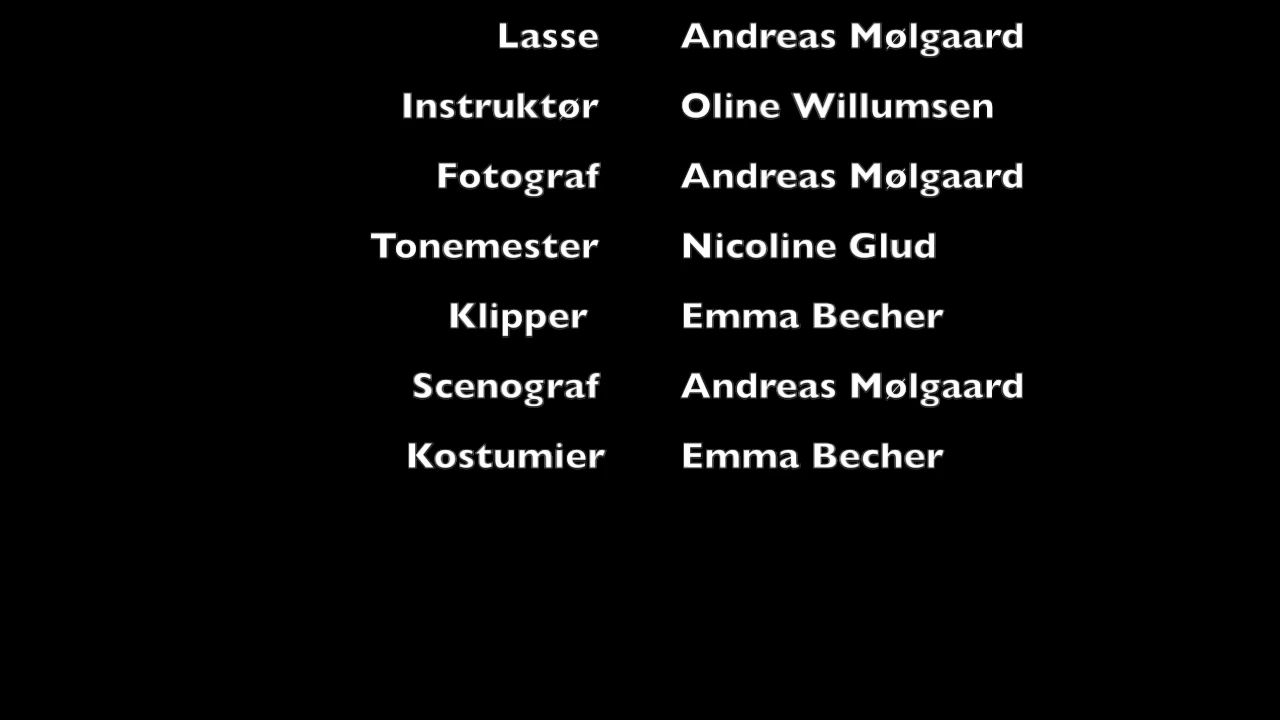 Lasse Andreas Mølgaard
Instruktør Oline Willumsen
Fotograf Andreas Mølgaard
Tonemester Nicoline Glud
Klipper Emma Becher
Scenograf Andreas Mølgaard
Kostumier Emma Becher